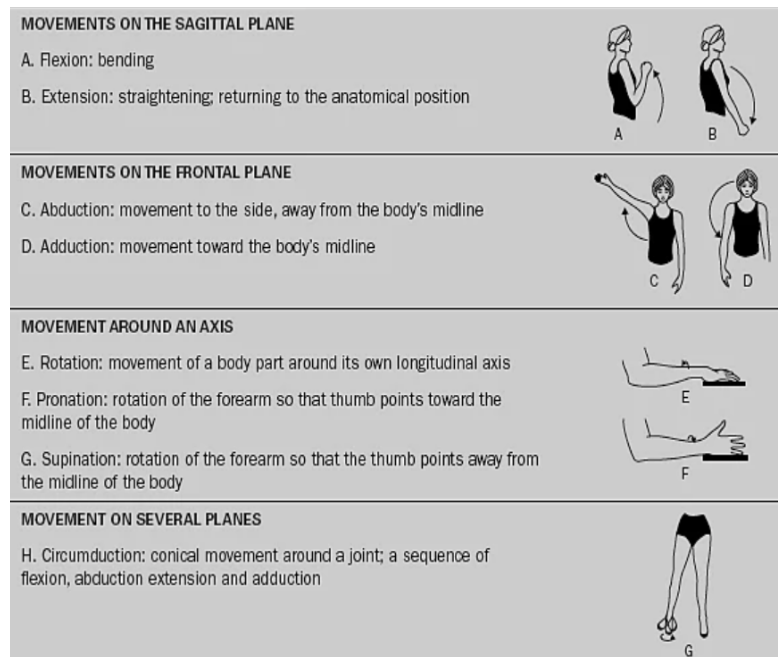 MOVEMENTS ON THE SAGITTAL PLANE
A. Flexion: bending
B. Extension: straightening; returning to the anatomical position
A
B
MOVEMENTS ON THE FRONTAL PLANE
C. Abduction: movement to the side, away from the body's midline
D. Adduction: movement toward the body's midline
C
D
MOVEMENT AROUND AN AXIS
E. Rotation: movement of a body part around its own longitudinal axis
F. Pronation: rotation of the forearm so that thumb points toward the
midline of the body
G. Supination: rotation of the forearm so that the thumb points away from
the midline of the body
E
F
MOVEMENT ON SEVERAL PLANES
H. Circumduction: conical movement around a joint; a sequence of
flexion, abduction extension and adduction
G